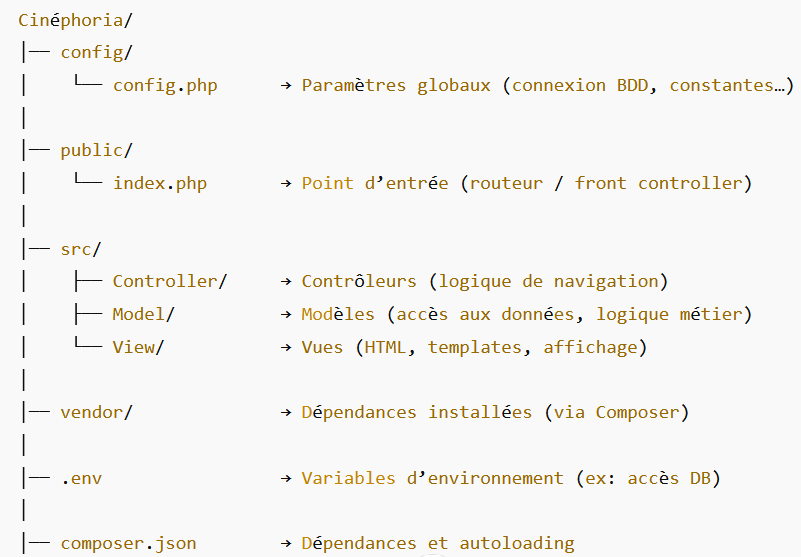 Cinéphoria/
│── config/
│   └── config.php      → Paramètres globaux (connexion BDD, constantes…)
│
│── public/
│   └── index.php       → Point d’entrée (routeur / front controller)
│
│── src/
│   ├── Controller/     → Contrôleurs (logique de navigation)
│   ├── Model/          → Modèles (accès aux données, logique métier)
│   └── View/           → Vues (HTML, templates, affichage)
│
│── vendor/             → Dépendances installées (via Composer)
│
│── .env                → Variables d’environnement (ex: accès DB)
│
│── composer.json       → Dépendances et autoloading